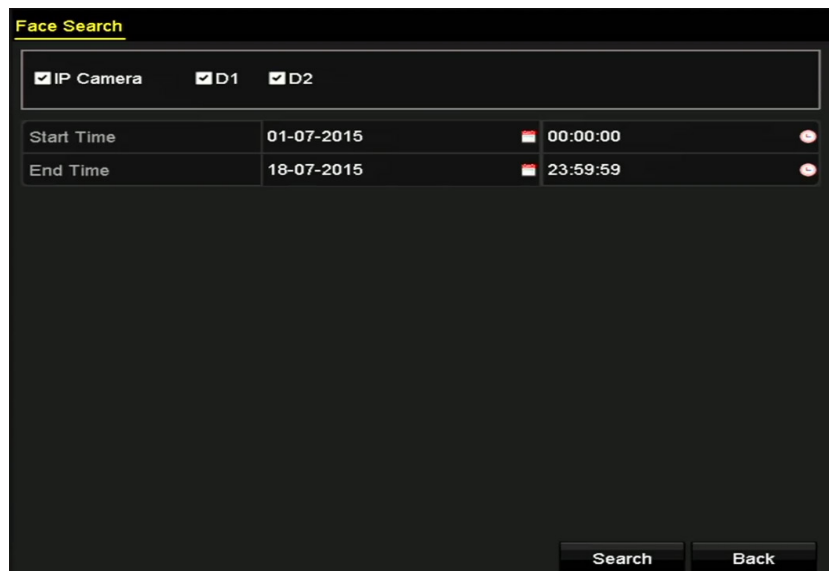 Face Search
IP Camera D1 D2
Start Time 01-07-2015 00:00:00
End Time 18-07-2015 23:59:59
Search Back